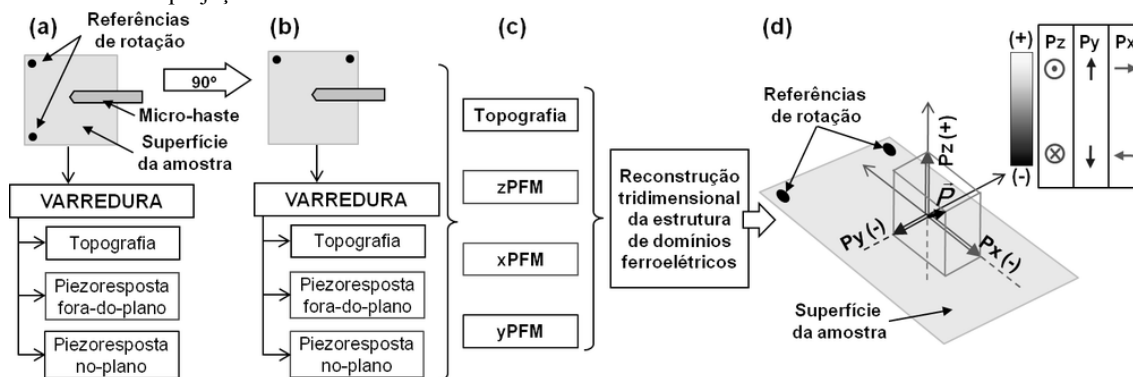 (a)
Referências
de rotação
Micro-haste
Superfície
da amostra
90º
VARREDURA
Topografia
Piezoresposta
fora-do-plano
Piezoresposta
no-plano
(b)
VARREDURA
Topografia
Piezoresposta
fora-do-plano
Piezoresposta
no-plano
(c)
Topografia
zPFM
xPFM
yPFM
Reconstrução
tridimensional
da estrutura
de domínios
ferroelétricos
(d)
Referências
de rotação
Pz (+)
P
Py (-)
Px (-)
Superfície
da amostra
(+)
(-)
Pz Py Px